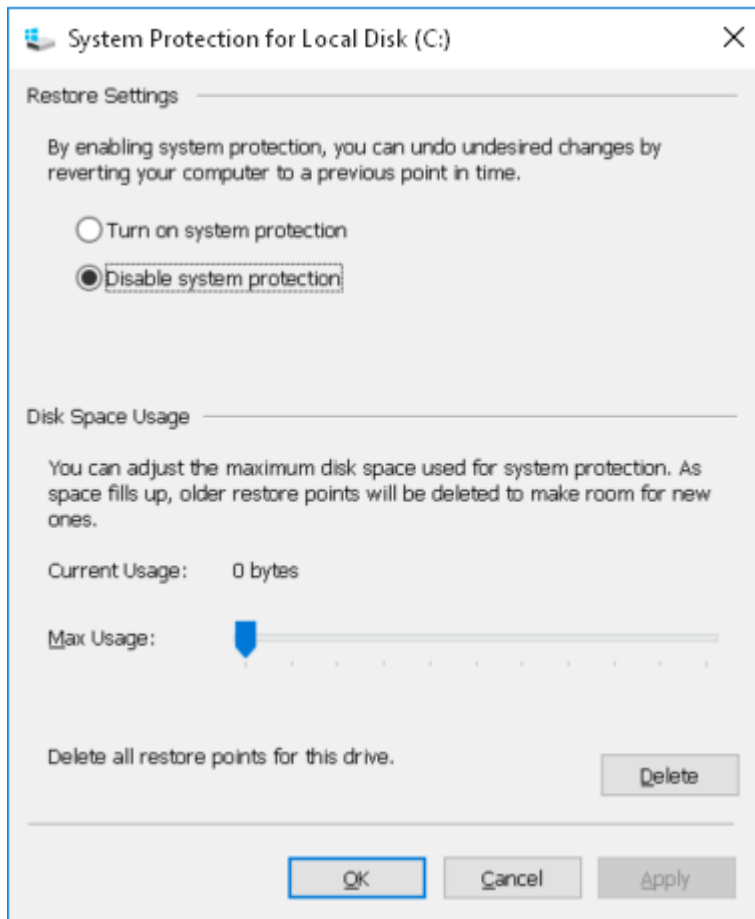 System Protection for Local Disk (C:)
Restore Settings
By enabling system protection, you can undo undesired changes by
reverting your computer to a previous point in time.
Turn on system protection
Disable system protection
Disk Space Usage
You can adjust the maximum disk space used for system protection. As
space fills up, older restore points will be deleted to make room for new
ones.
Current Usage: 0 bytes
Max Usage:
Delete all restore points for this drive.
Delete
OK Cancel Apply